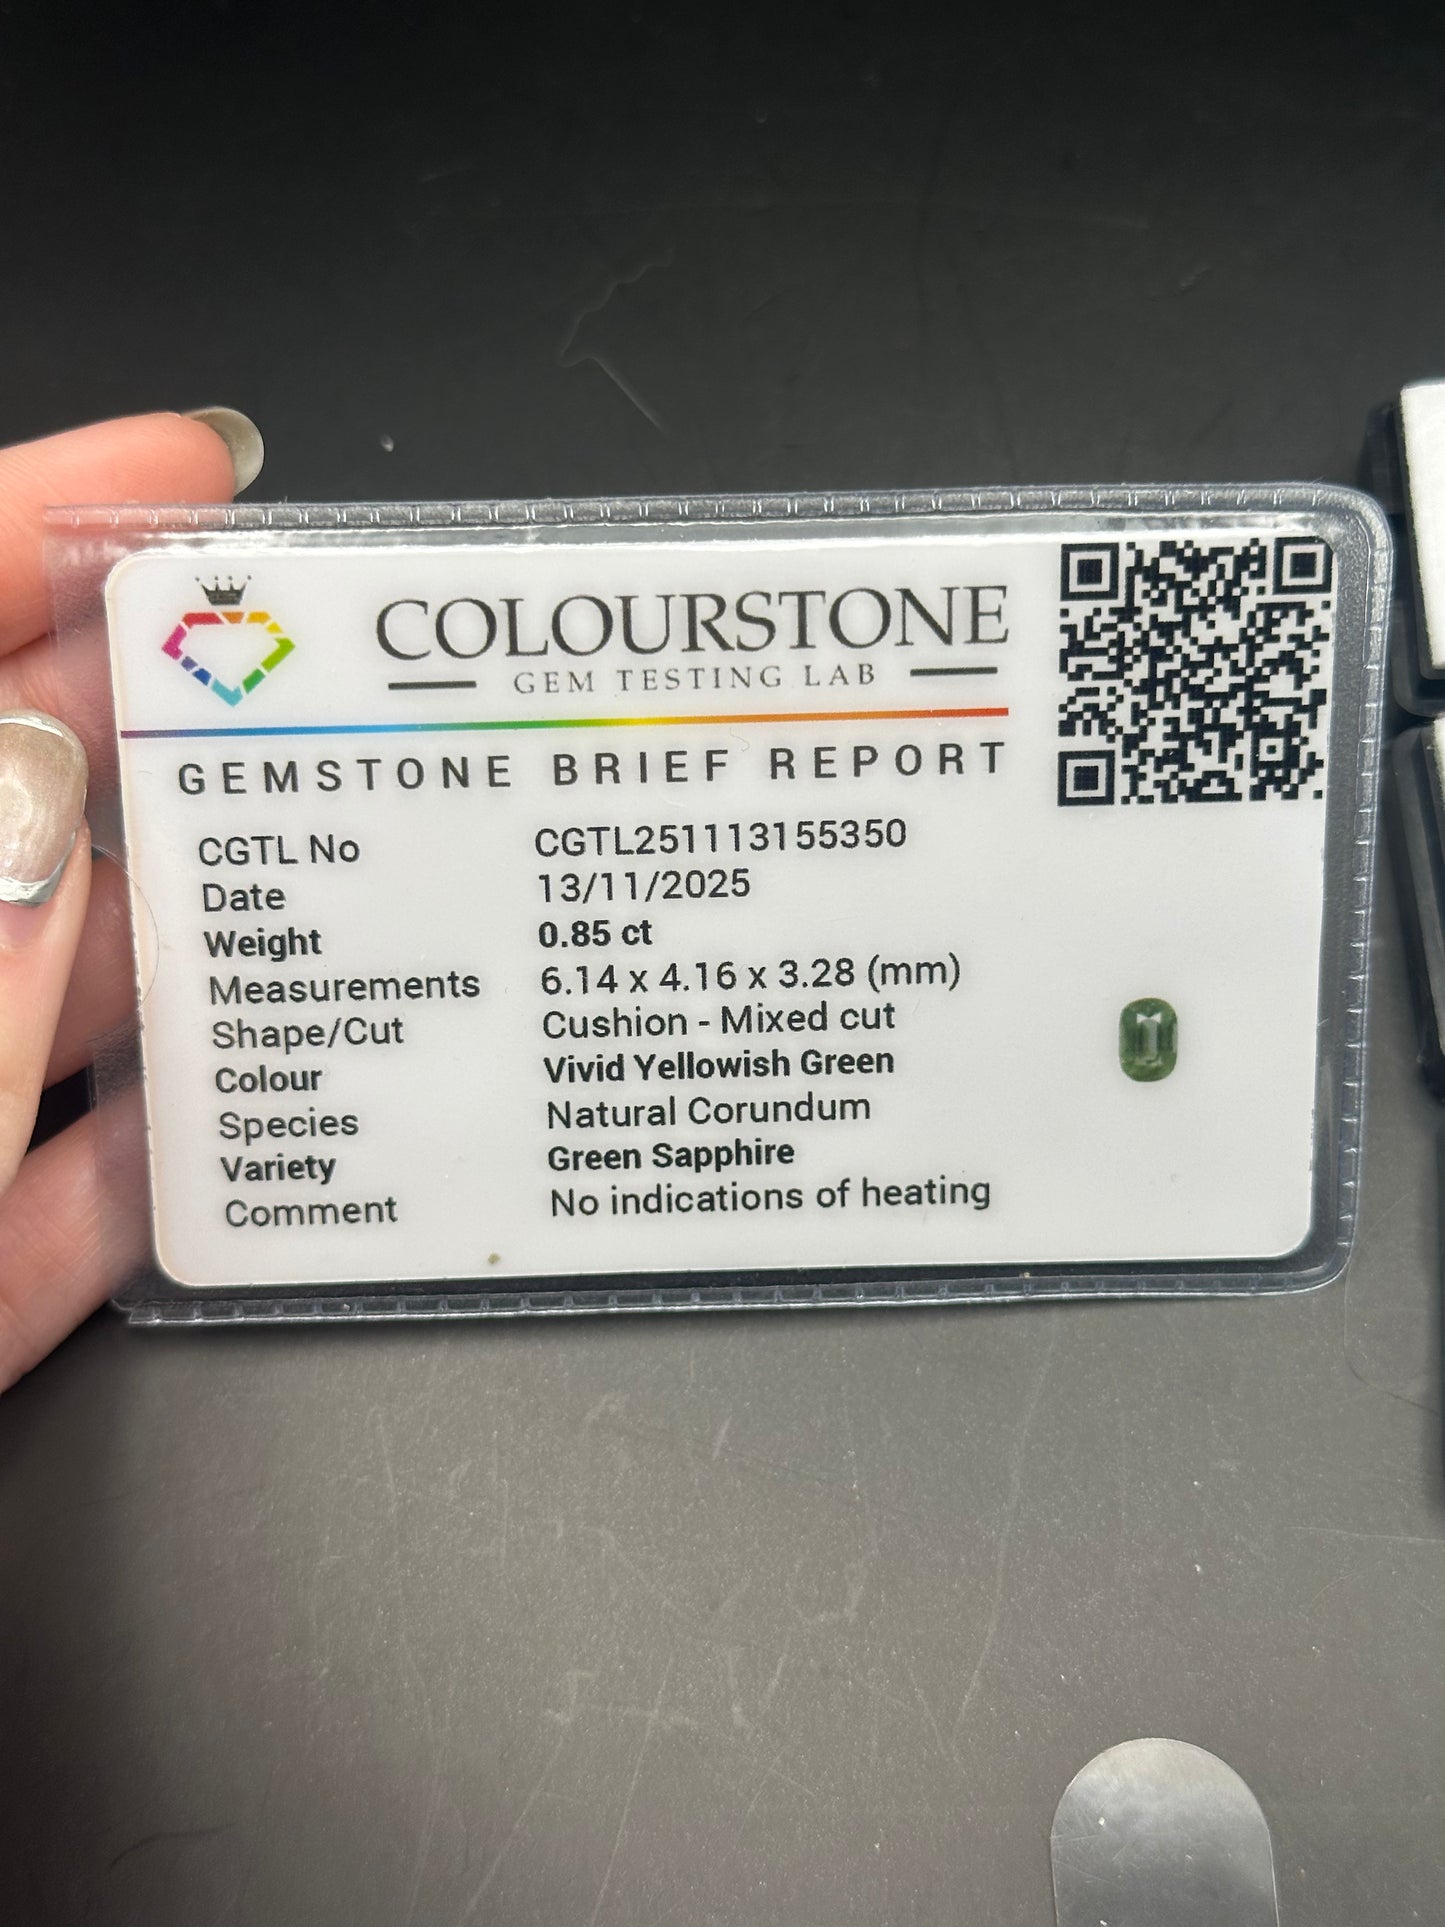 COLOURSTONE
GEM TESTING LAB
GEMSTONE BRIEF REPORT
CGTL No CGTL251113155350
Date 13/11/2025
Weight 0.85 ct
Measurements 6.14 x 4.16 x 3.28 (mm)
Shape/Cut Cushion - Mixed cut
Colour Vivid Yellowish Green
Species Natural Corundum
Variety Green Sapphire
Comment No indications of heating